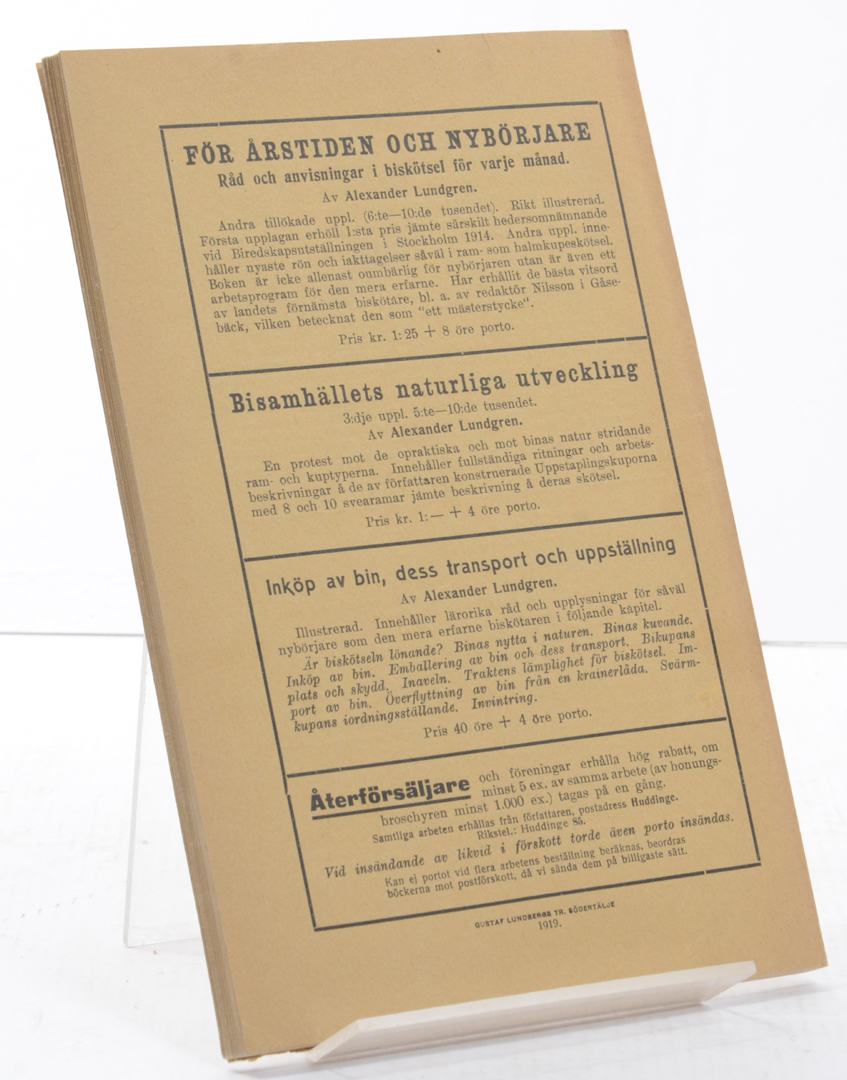 FÖR ÅRSTIDEN OCH NYBÖRJARE
Råd och anvisningar i biskötsel för varje månad.
Av Alexander Lundgren.
Andra tillökade uppl. (6:te—10:de tusendet). Rikt illustrerad.
Första upplagan erhöll 1:sta pris jämte särskilt hedersomnämnande
vid Biredskapsutställningen i Stockholm 1914. Andra uppl. inne-
håller nyaste rön och iakttagelser såväl i ram- som halmkupeskötsel.
Boken är icke allenast oumbärlig för nybörjaren utan är även ett
arbetsprogram för den mera erfarne. Har erhållit de bästa vitsord
av landets förnämsta biskötare, bl. a. av redaktör Nilsson i Gåse-
bäck, vilken betecknat den som "ett mästerstycke".
Pris kr. 1:25 + 8 öre porto.
Bisamhällets naturliga utveckling
3:dje uppl. 5:te—10:de tusendet.
Av Alexander Lundgren.
En protest mot de opraktiska och mot binas natur stridande
ram- och kuptyperna. Innehåller fullständiga ritningar och arbets-
beskrivningar å de av författaren konstruerade Uppstaplingskuporna
med 8 och 10 svearamar jämte beskrivning å deras skötsel.
Pris kr. 1:— + 4 öre porto.
Inköp av bin, dess transport och uppställning
Av Alexander Lundgren.
Illustrerad. Innehåller lärorika råd och upplysningar för såväl
nybörjare som den mera erfarne biskötaren i följande kapitel.
Är biskötseln lönande? Binas nytta i naturen. Binas kuvande.
Inköp av bin. Emballering av bin och dess transport. Bikupans
plats och skydd. Inaveln. Traktens lämplighet för biskötsel. Im-
port av bin. Överflyttning av bin från en krainerlåda. Svärm-
kupans iordningsställande. Invintring.
Pris 40 öre + 4 öre porto.
Återförsäljare och föreningar erhålla hög rabatt, om
minst 5 ex. av samma arbete (av honungs-
broschyren minst 1.000 ex.) tagas på en gång.
Samtliga arbeten erhållas från författaren, postadress Huddinge.
Rikstel.: Huddinge 85.
Vid insändande av likvid i förskott torde även porto insändas.
Kan ej portot vid flera arbetens beställning beräknas, beordras
böckerna mot postförskott, då vi sända dem på billigaste sätt.
GUSTAF LUNDBERGS TR. SÖDERTÄLJE
1919.